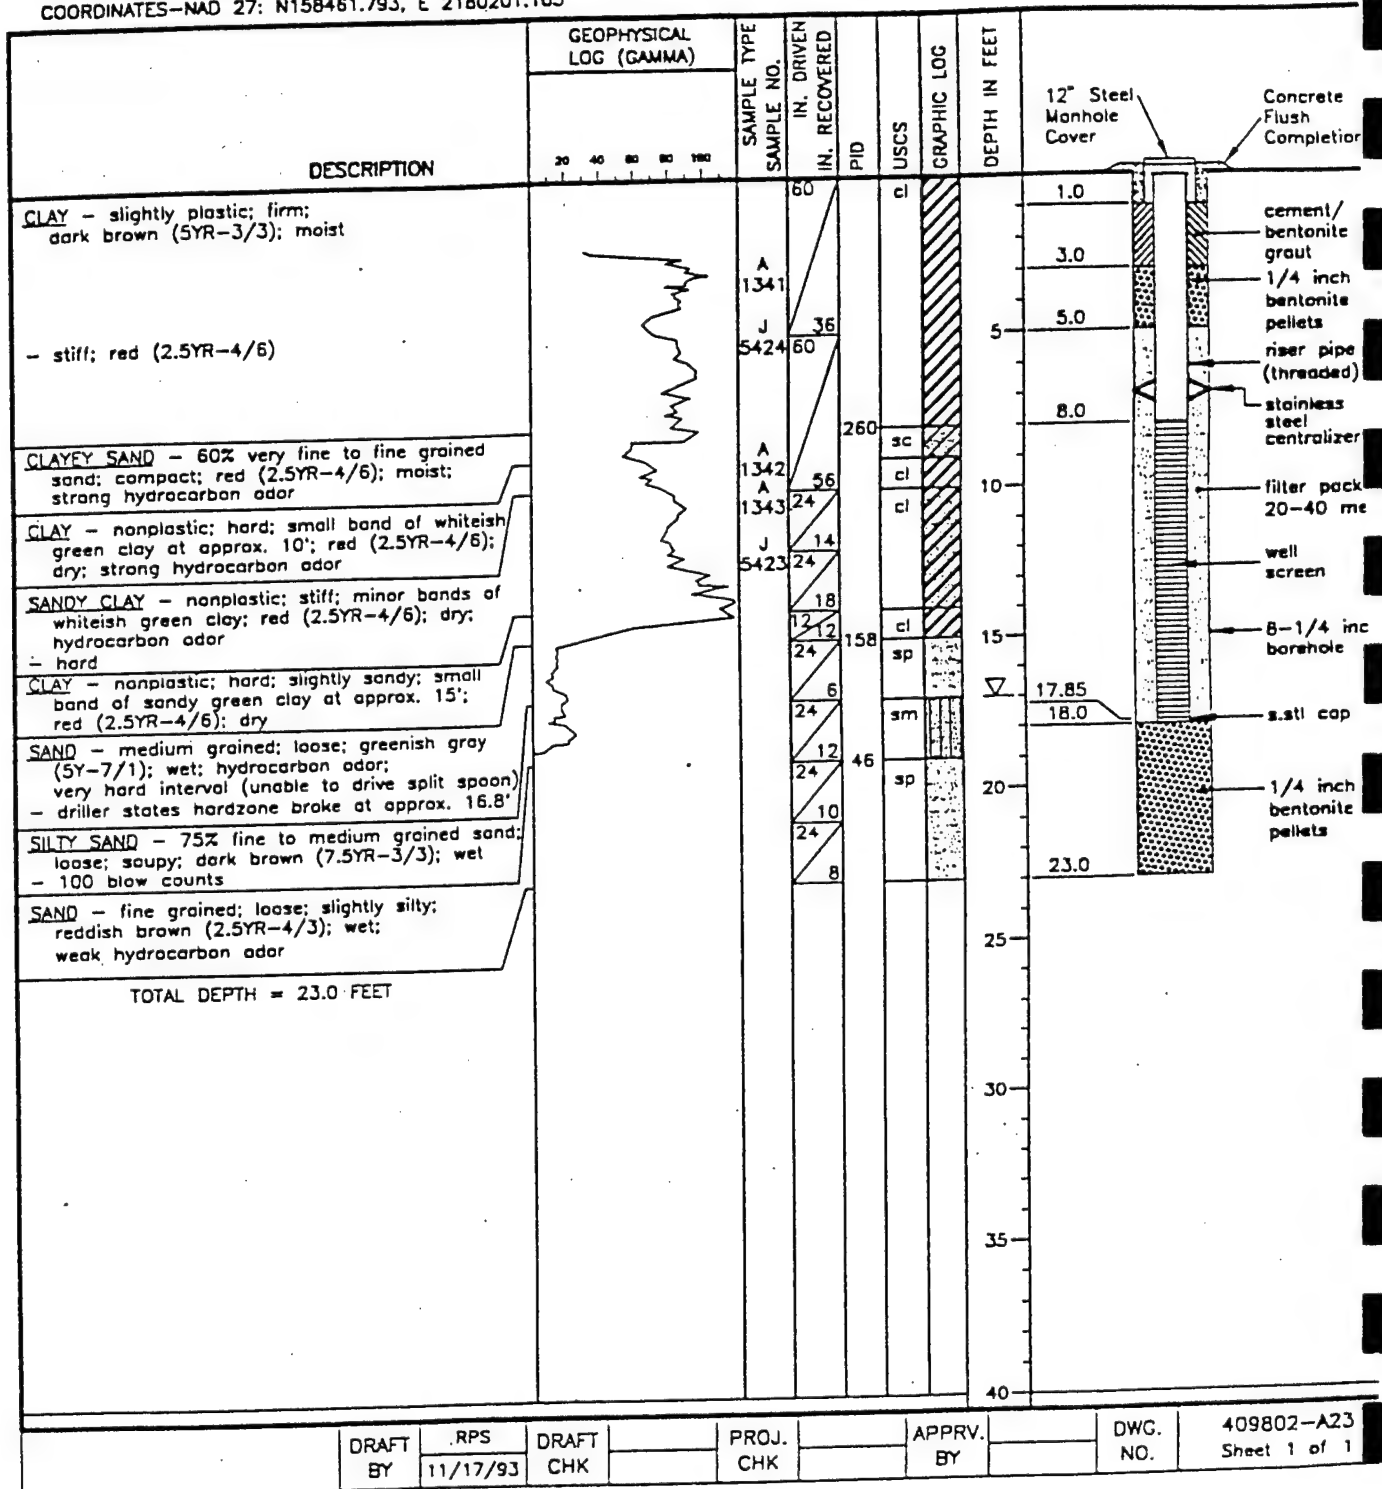 COORDINATES-NAD 27: N158461.793, E 2180201.163
GEOPHYSICAL
LOG (GAMMA)
SAMPLE TYPE
SAMPLE NO.
IN. DRIVEN
IN. RECOVERED
PID
USCS
GRAPHIC LOG
DEPTH IN FEET
12" Steel
Manhole
Cover
Concrete
Flush
Completion
DESCRIPTION
20 40 60 80 100
CLAY - slightly plastic; firm;
dark brown (5YR-3/3); moist
- stiff; red (2.5YR-4/6)
CLAYEY SAND - 60% very fine to fine grained
sand; compact; red (2.5YR-4/6); moist;
strong hydrocarbon odor
CLAY - nonplastic; hard; small band of whiteish
green clay at approx. 10'; red (2.5YR-4/6);
dry; strong hydrocarbon odor
SANDY CLAY - nonplastic; stiff; minor bands of
whiteish green clay; red (2.5YR-4/6); dry;
hydrocarbon odor
- hard
CLAY - nonplastic; hard; slightly sandy; small
band of sandy green clay at approx. 15';
red (2.5YR-4/6); dry
SAND - medium grained; loose; greenish gray
(5Y-7/1); wet; hydrocarbon odor;
very hard interval (unable to drive split spoon)
- driller states hardzone broke at approx. 16.8'
SILTY SAND - 75% fine to medium grained sand;
loose; soupy; dark brown (7.5YR-3/3); wet
- 100 blow counts
SAND - fine grained; loose; slightly silty;
reddish brown (2.5YR-4/3); wet;
weak hydrocarbon odor
TOTAL DEPTH = 23.0 FEET
A
1341
J
5424
A
1342
A
1343
J
5423
60
36
60
56
24
14
24
18
12
12
24
6
24
12
24
10
24
8
260
158
46
cl
sc
cl
cl
cl
sp
sm
sp
5
10
15
20
25
30
35
40
1.0
3.0
5.0
8.0
17.85
18.0
23.0
cement/
bentonite
grout
1/4 inch
bentonite
pellets
riser pipe
(threaded)
stainless
steel
centralizer
filter pack
20-40 me
well
screen
8-1/4 inc
borehole
s.stl cap
1/4 inch
bentonite
pellets
DRAFT
BY
RPS
11/17/93
DRAFT
CHK
PROJ.
CHK
APPRV.
BY
DWG.
NO.
409802-A23
Sheet 1 of 1